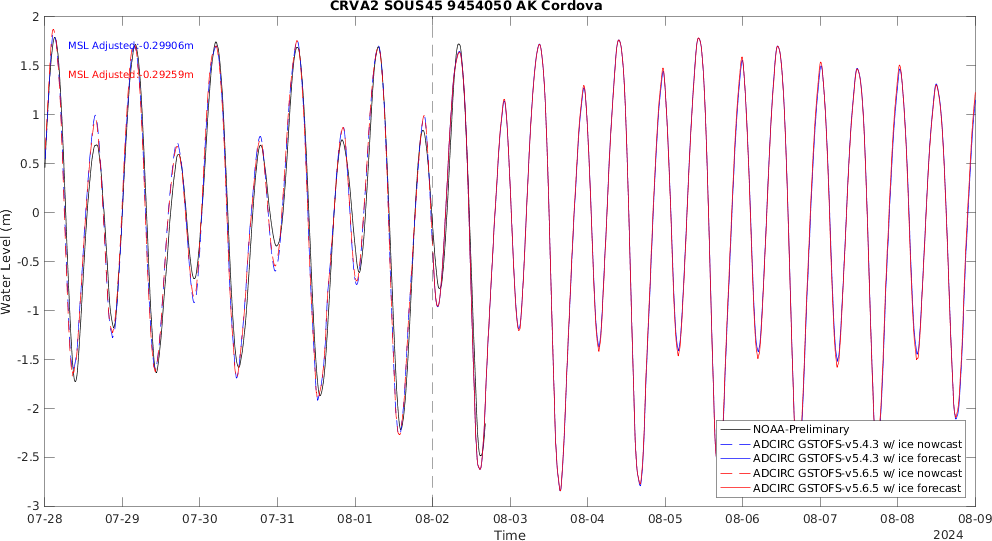 CRVA2 SOUS45 9454050 AK Cordova
MSL Adjusted:-0.29906m
MSL Adjusted:-0.29259m
2
1.5
1
0.5
0
-0.5
-1
-1.5
-2
-2.5
-3
Water Level (m)
NOAA-Preliminary
ADCIRC GSTOFS-v5.4.3 w/ ice nowcast
ADCIRC GSTOFS-v5.4.3 w/ ice forecast
ADCIRC GSTOFS-v5.6.5 w/ ice nowcast
ADCIRC GSTOFS-v5.6.5 w/ ice forecast
07-28 07-29 07-30 07-31 08-01 08-02 08-03 08-04 08-05 08-06 08-07 08-08 08-09
Time
2024